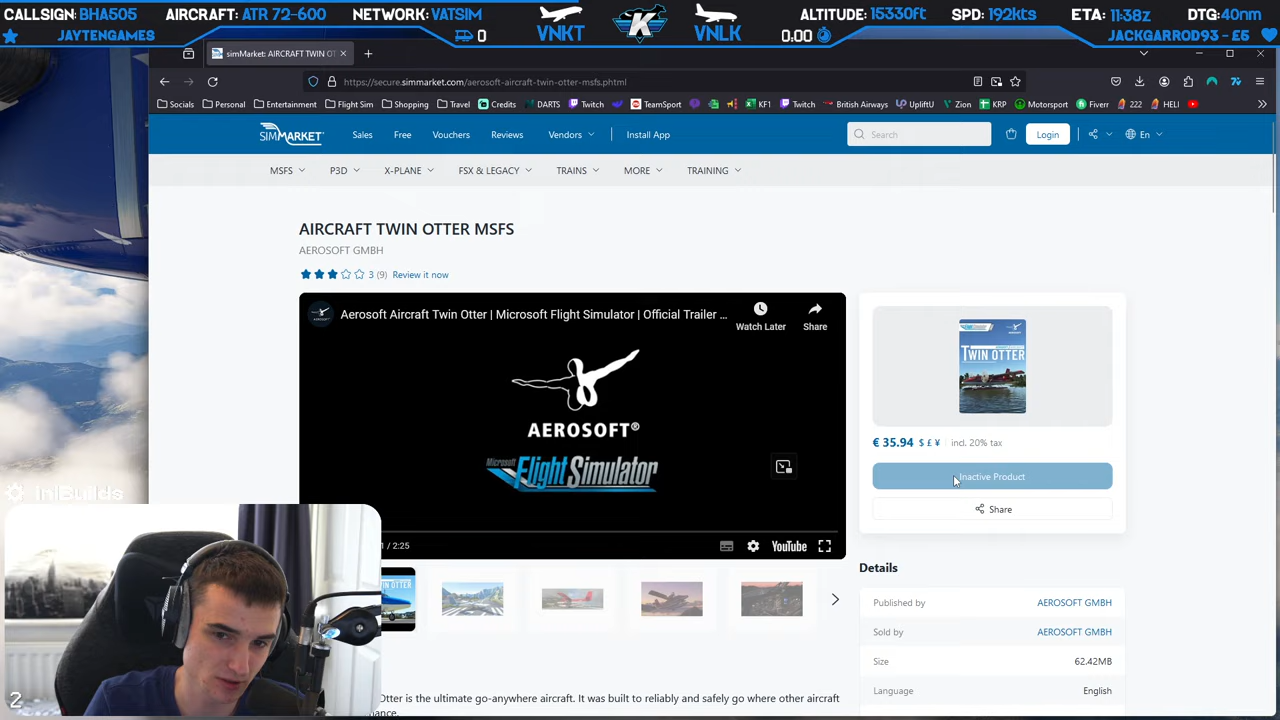 CALLSIGN: BHA505 AIRCRAFT: ATR 72-600 NETWORK: VATSIM VNKT VNLK ALTITUDE: 15330ft SPD: 192kts ETA: 11:38z DTG: 40nm
JAYTENGAMES 0 0:00 JACKGARROD93 - £5
simMarket: AIRCRAFT TWIN OT
https://secure.simmarket.com/aerosoft-aircraft-twin-otter-msfs.phtml
Socials Personal Entertainment Flight Sim Shopping Travel Credits DARTS Twitch TeamSport KF1 Twitch British Airways UpliftU Zion KRP Motorsport Fiverr 222 HELI
SIMMARKET Sales Free Vouchers Reviews Vendors Install App Search Login En
MSFS P3D X-PLANE FSX & LEGACY TRAINS MORE TRAINING
AIRCRAFT TWIN OTTER MSFS
AEROSOFT GMBH
3 (9) Review it now
Aerosoft Aircraft Twin Otter | Microsoft Flight Simulator | Official Trailer ...
Watch Later Share
AEROSOFT®
Microsoft Flight Simulator
1 / 2:25 YouTube
TWIN OTTER
€ 35.94 $ £ ¥ incl. 20% tax
Inactive Product
Share
Details
Published by AEROSOFT GMBH
Sold by AEROSOFT GMBH
Size 62.42MB
Language English
iniBuilds
2
Otter is the ultimate go-anywhere aircraft. It was built to reliably and safely go where other aircraft